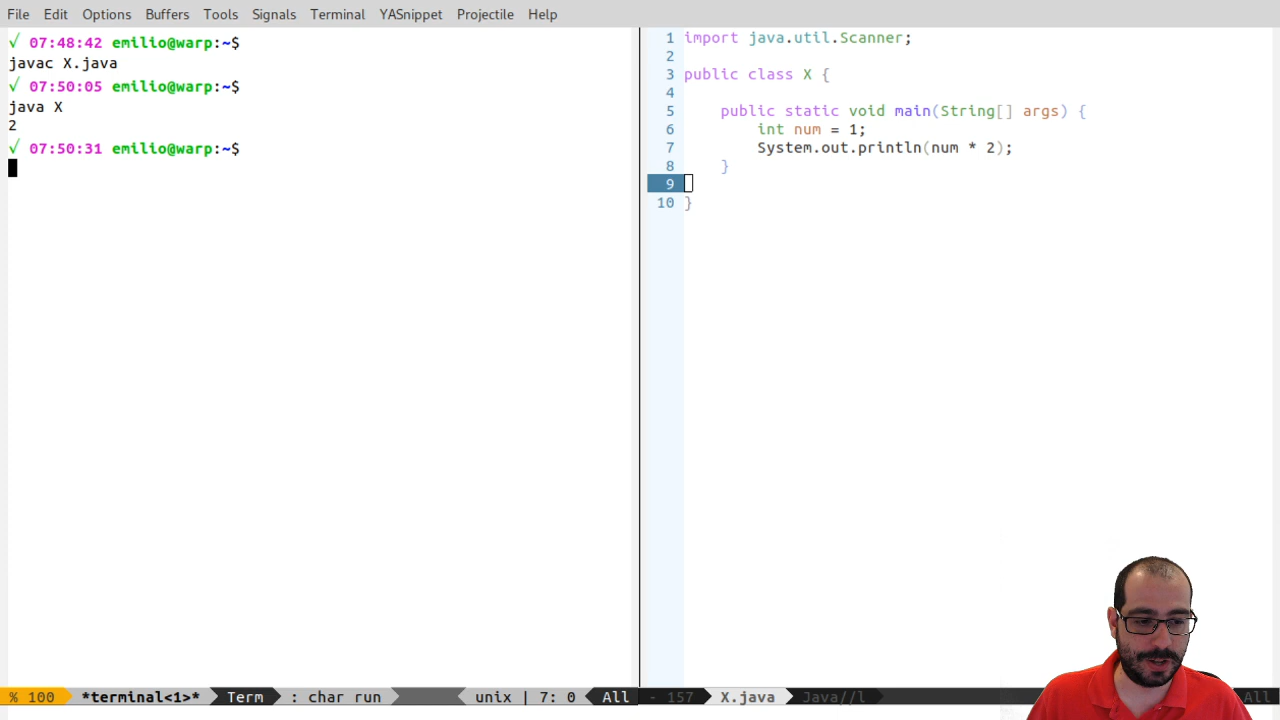 File Edit Options Buffers Tools Signals Terminal YASnippet Projectile Help
√ 07:48:42 emilio@warp:~$
javac X.java
√ 07:50:05 emilio@warp:~$
java X
2
√ 07:50:31 emilio@warp:~$
1 import java.util.Scanner;
2
3 public class X {
4
5     public static void main(String[] args) {
6         int num = 1;
7         System.out.println(num * 2);
8     }
9
10 }
% 100 *terminal<1>* Term : char run unix | 7: 0 All
- 157 X.java Java//l All